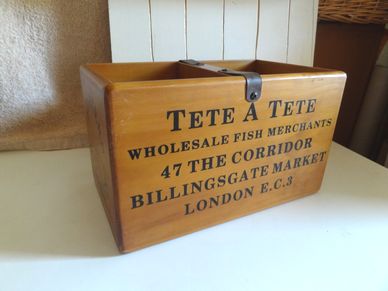 TETE A TETE
WHOLESALE FISH MERCHANTS
47 THE CORRIDOR
BILLINGSGATE MARKET
LONDON E.C.3